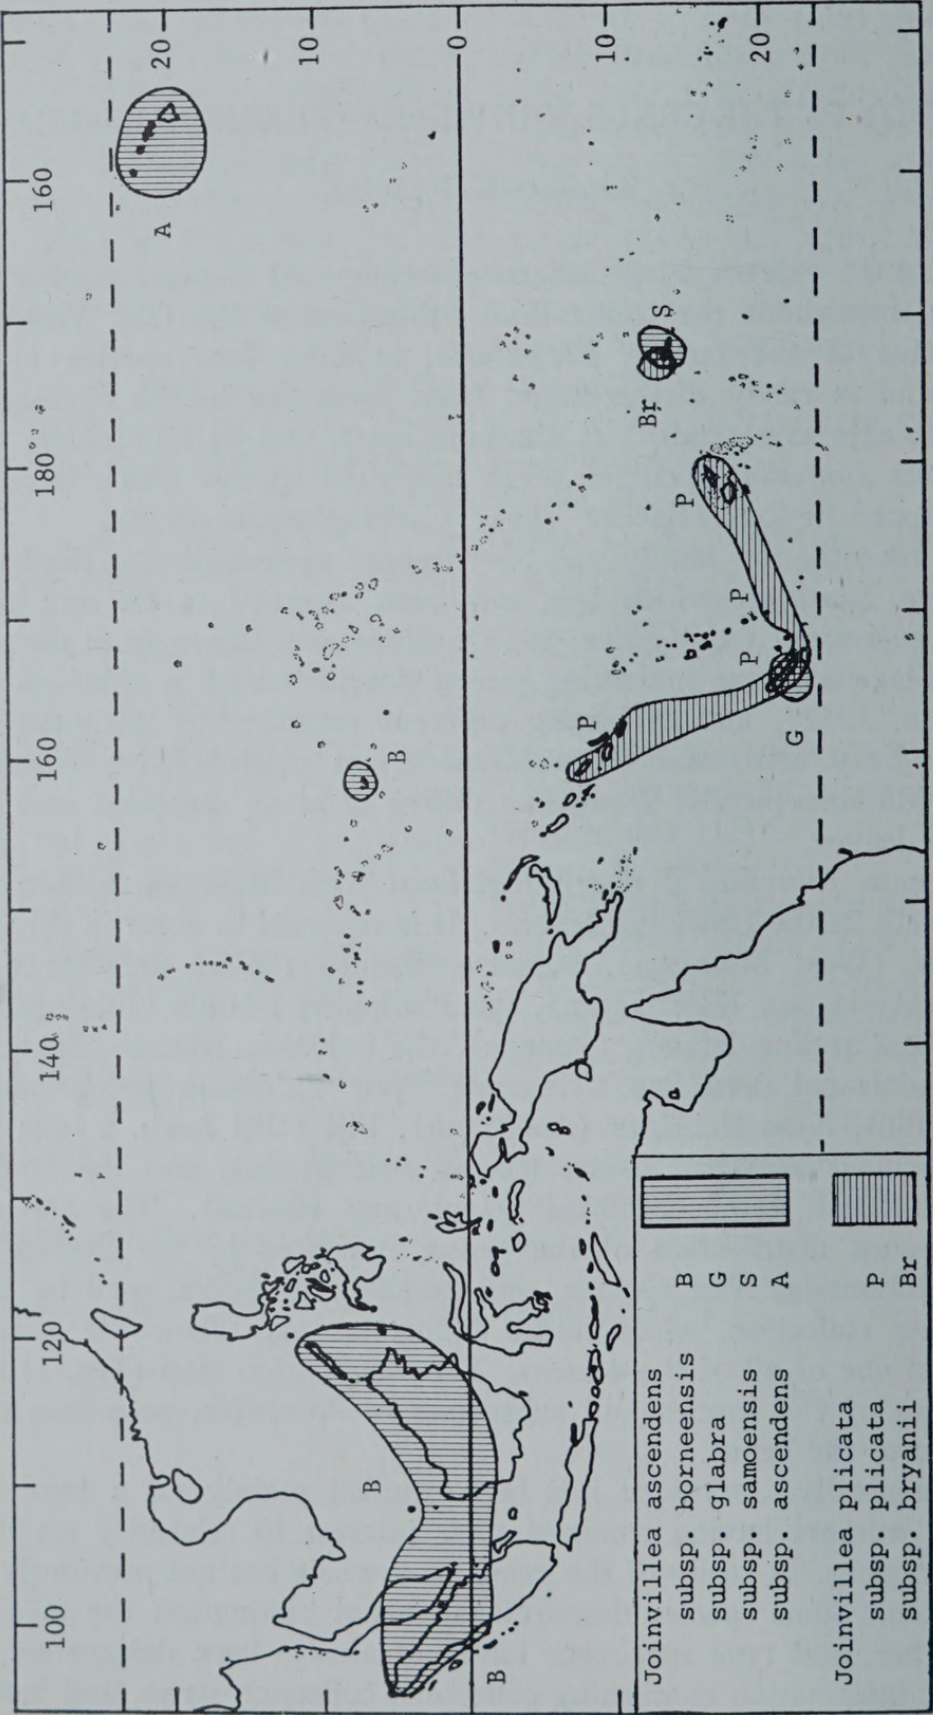 100
120
140
160
180
160
20
10
0
10
20
A
B
B
B
P
P
P
P
G
Br
S
Joinvillea ascendens
subsp. borneensis B
subsp. glabra G
subsp. samoensis S
subsp. ascendens A
Joinvillea plicata
subsp. plicata P
subsp. bryanii Br